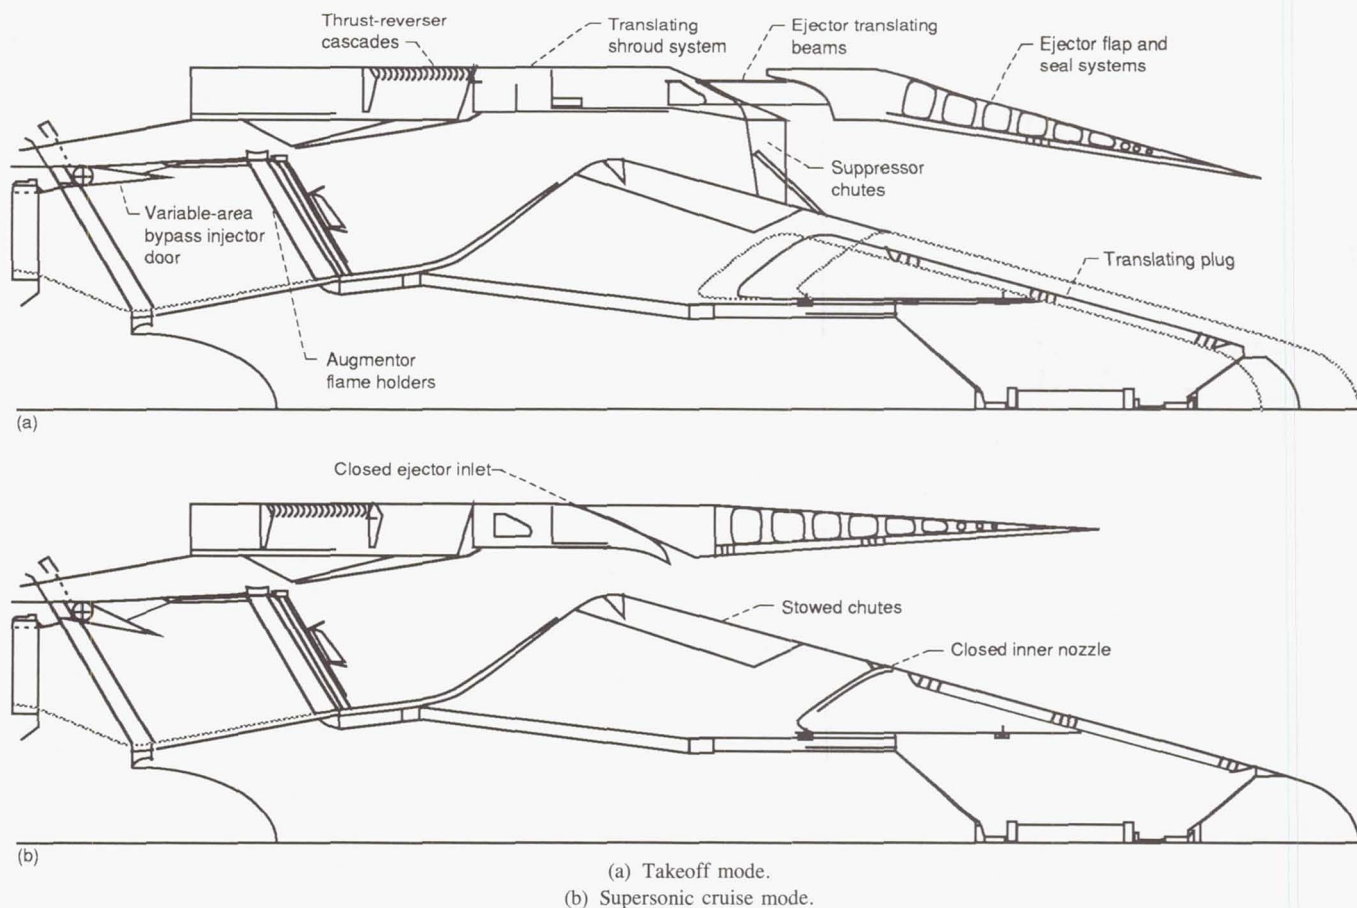 Thrust-reverser
cascades
Translating
shroud system
Ejector translating
beams
Ejector flap and
seal systems
Suppressor
chutes
Variable-area
bypass injector
door
Translating plug
Augmentor
flame holders
(a)
Closed ejector inlet
Stowed chutes
Closed inner nozzle
(b)
(a) Takeoff mode.
(b) Supersonic cruise mode.